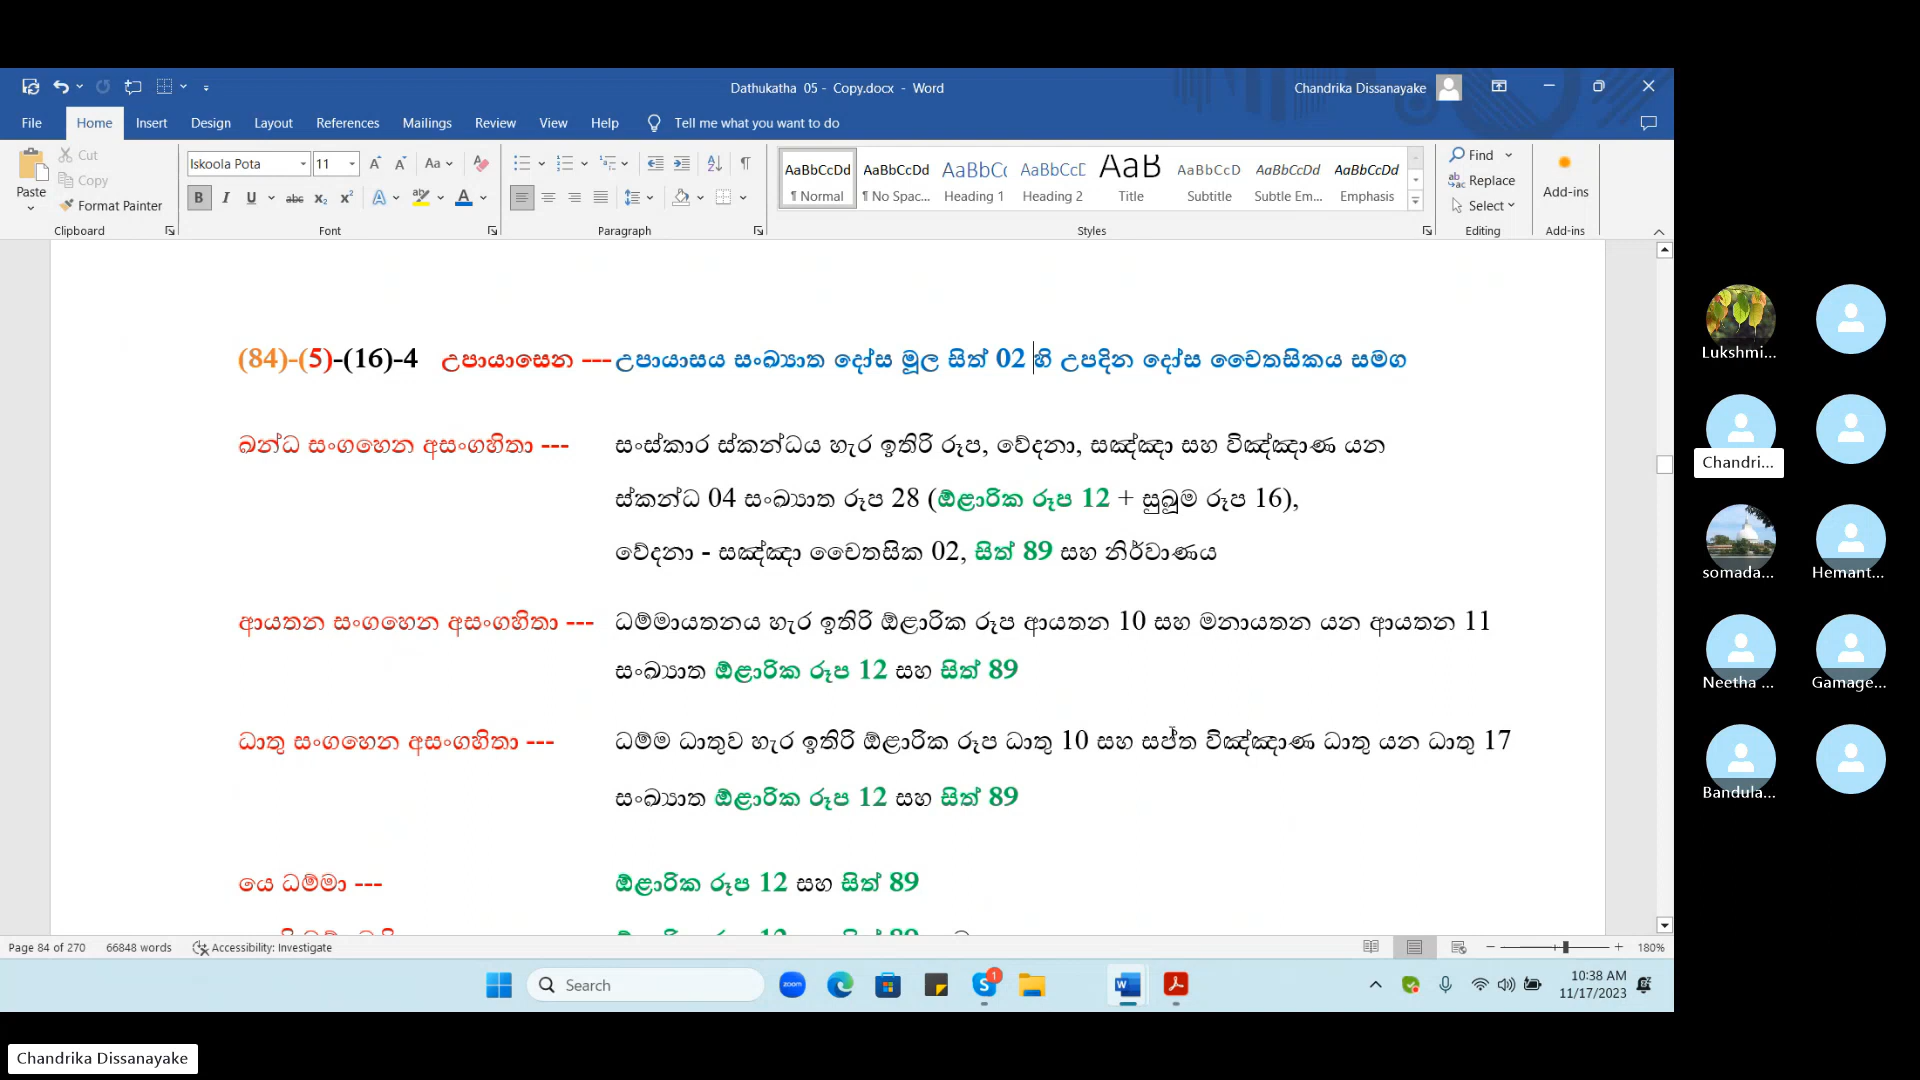 Dathukatha 05 - Copy.docx - Word
Chandrika Dissanayake
File Home Insert Design Layout References Mailings Review View Help Tell me what you want to do
Paste
Cut
Copy
Format Painter
Clipboard
Iskoola Pota 11
Font
Paragraph
AaBbCcDd AaBbCcDd AaBbCc AaBbCcD AaB AaBbCcD AaBbCcDd AaBbCcDd
¶ Normal ¶ No Spac... Heading 1 Heading 2 Title Subtitle Subtle Em... Emphasis
Styles
Find
Replace
Select
Editing
Add-ins
Add-ins
(84)-(5)-(16)-4 උපායාසෙන ---උපායාසය සංඛ්‍යාත දෝස මූල සිත් 02 හි උපදින දෝස චෛතසිකය සමග
ඛන්ධ සංගහෙන අසංගහිතා --- සංස්කාර ස්කන්ධය හැර ඉතිරි රූප, වේදනා, සඤ්ඤා සහ විඤ්ඤාණ යන
ස්කන්ධ 04 සංඛ්‍යාත රූප 28 (ඕළාරික රූප 12 + සුඛූම රූප 16),
වේදනා - සඤ්ඤා චෛතසික 02, සිත් 89 සහ නිර්වාණය
ආයතන සංගහෙන අසංගහිතා --- ධම්මායතනය හැර ඉතිරි ඕළාරික රූප ආයතන 10 සහ මනායතන යන ආයතන 11
සංඛ්‍යාත ඕළාරික රූප 12 සහ සිත් 89
ධාතු සංගහෙන අසංගහිතා --- ධම්ම ධාතුව හැර ඉතිරි ඕළාරික රූප ධාතු 10 සහ සප්ත විඤ්ඤාණ ධාතු යන ධාතු 17
සංඛ්‍යාත ඕළාරික රූප 12 සහ සිත් 89
යෙ ධම්මා --- ඕළාරික රූප 12 සහ සිත් 89
Page 84 of 270 66848 words Accessibility: Investigate 180%
Search
zoom
10:38 AM
11/17/2023
Lukshmi...
Chandri...
somada...
Hemant...
Neetha ...
Gamage...
Bandula...
Chandrika Dissanayake